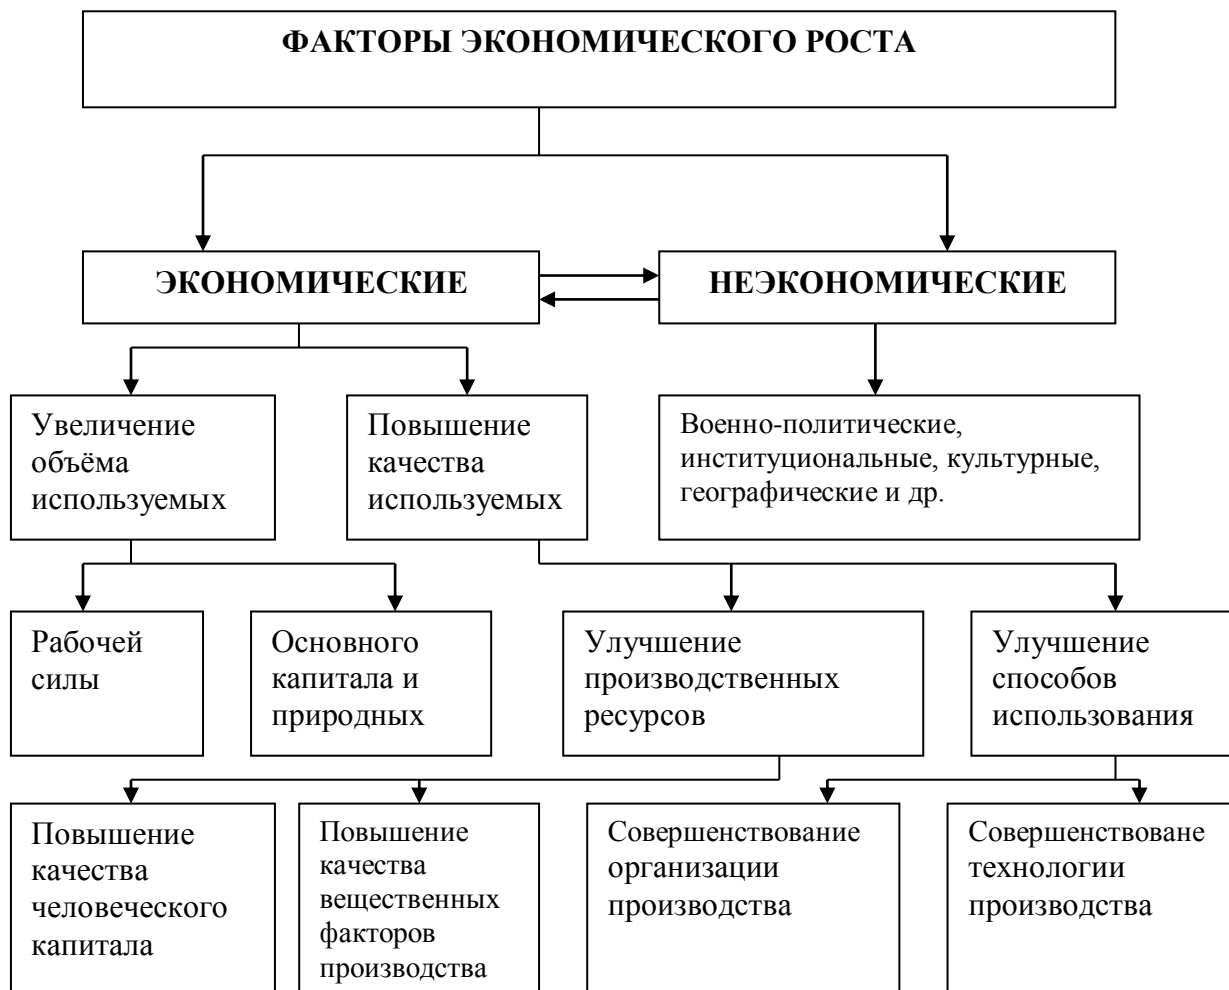 ФАКТОРЫ ЭКОНОМИЧЕСКОГО РОСТА
ЭКОНОМИЧЕСКИЕ
НЕЭКОНОМИЧЕСКИЕ
Увеличение
объёма
используемых
Повышение
качества
используемых
Военно-политические,
институциональные, культурные,
географические и др.
Рабочей
силы
Основного
капитала и
природных
Улучшение
производственных
ресурсов
Улучшение
способов
использования
Повышение
качества
человеческого
капитала
Повышение
качества
вещественных
факторов
производства
Совершенствование
организации
производства
Совершенствоване
технологии
производства